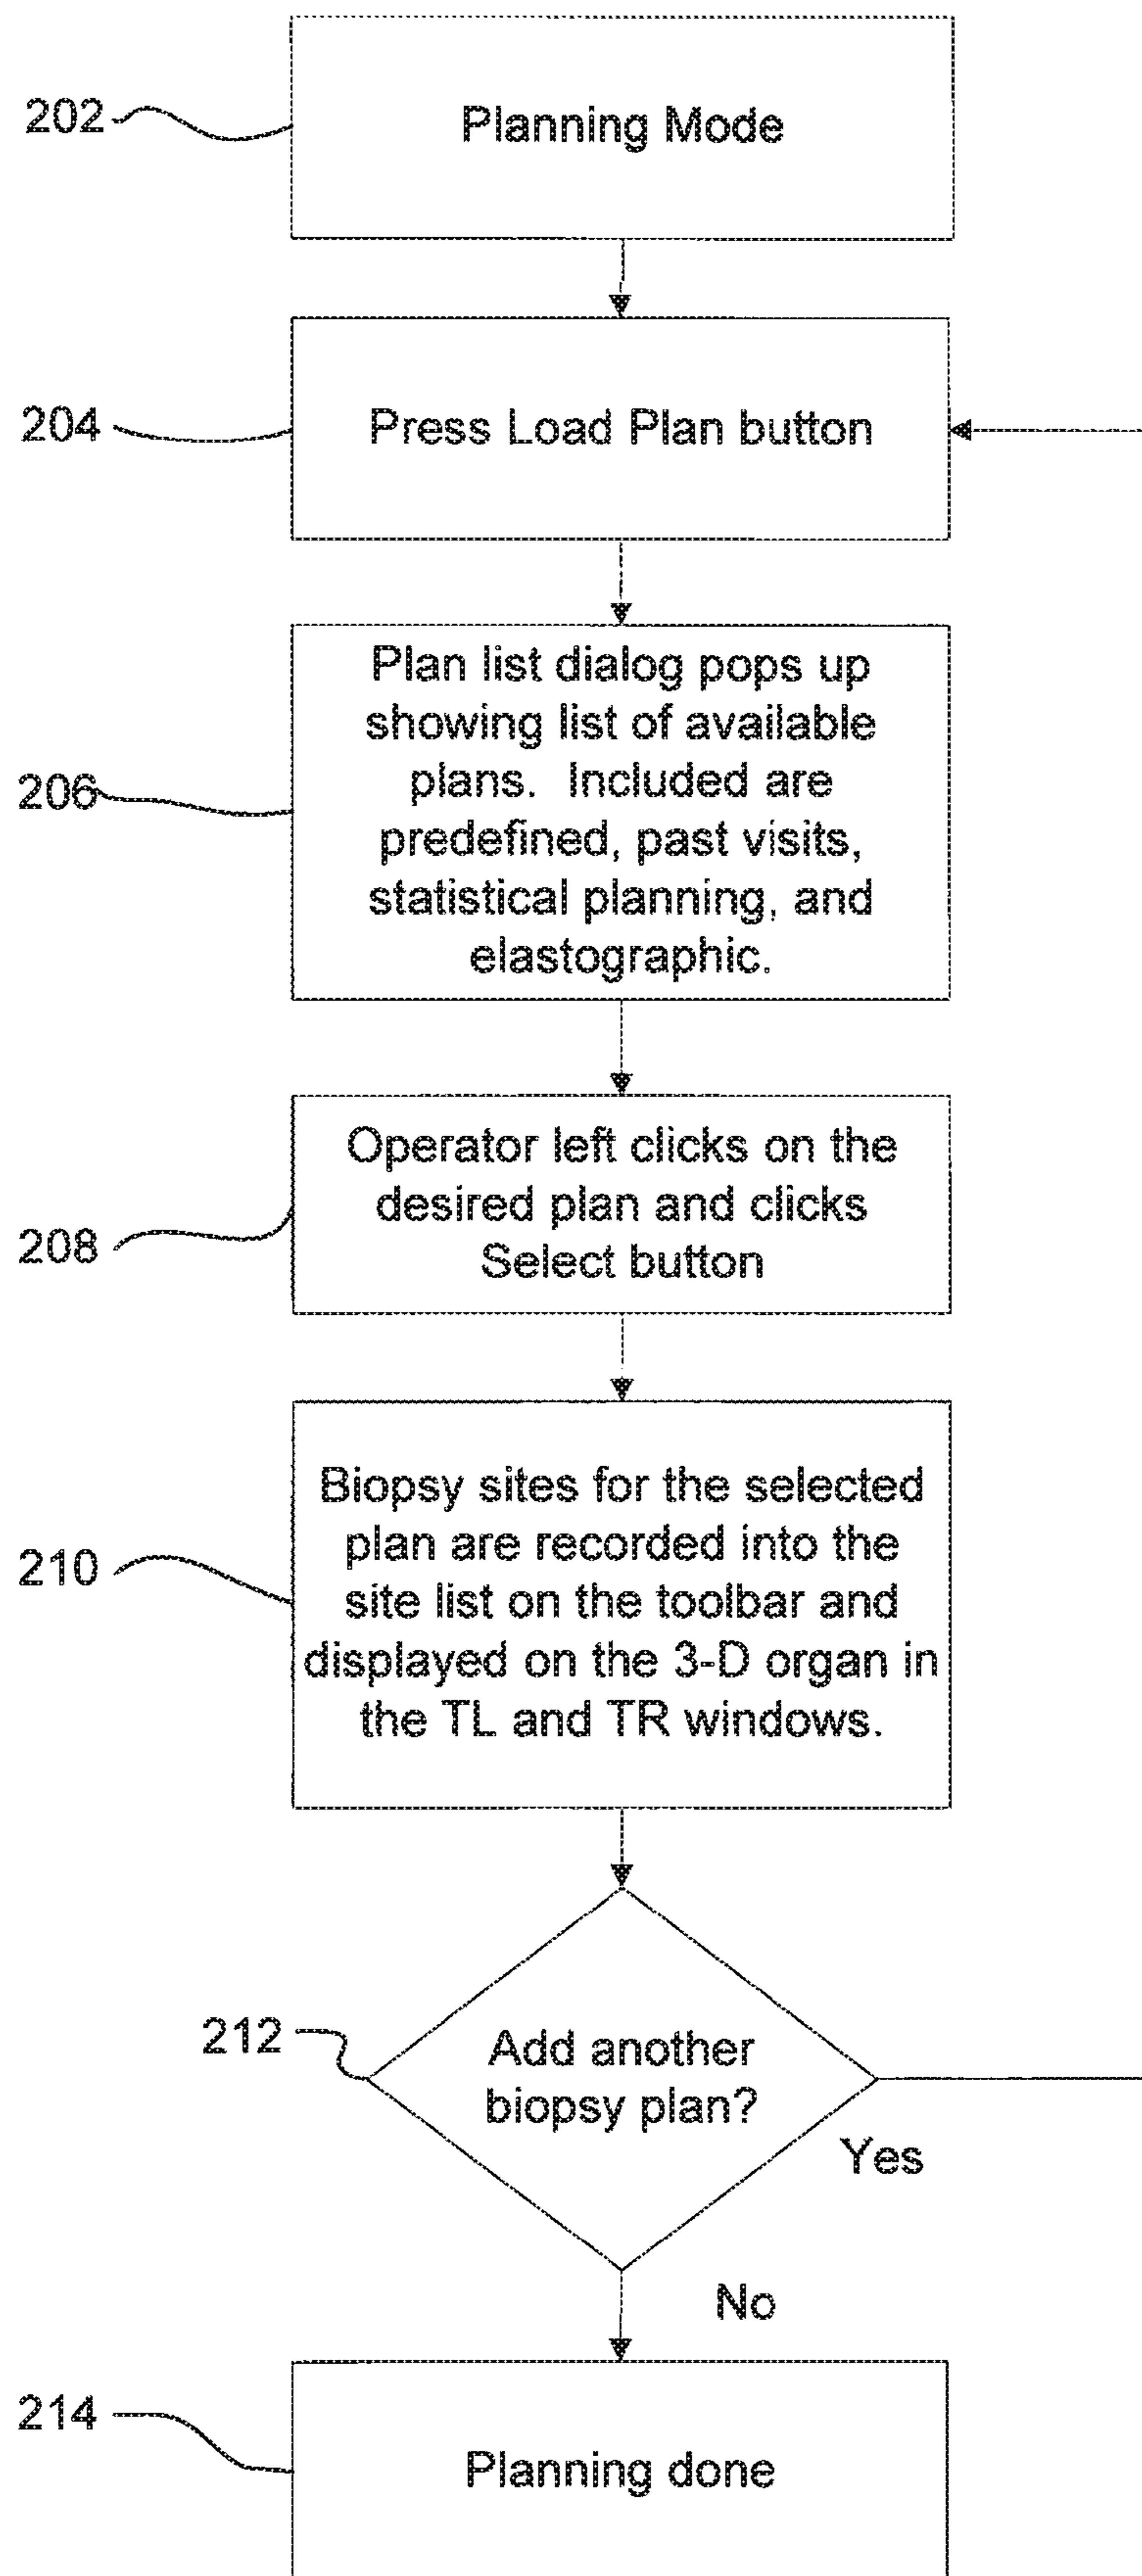 202
Planning Mode
204
Press Load Plan button
206
Plan list dialog pops up
showing list of available
plans.  Included are
predefined, past visits,
statistical planning, and
elastographic.
208
Operator left clicks on the
desired plan and clicks
Select button
210
Biopsy sites for the selected
plan are recorded into the
site list on the toolbar and
displayed on the 3-D organ in
the TL and TR windows.
212
Add another
biopsy plan?
Yes
No
214
Planning done